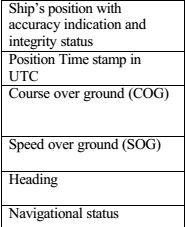 Ship's position with
accuracy indication and
integrity status
Position Time stamp in
UTC
Course over ground (COG)
Speed over ground (SOG)
Heading
Navigational status